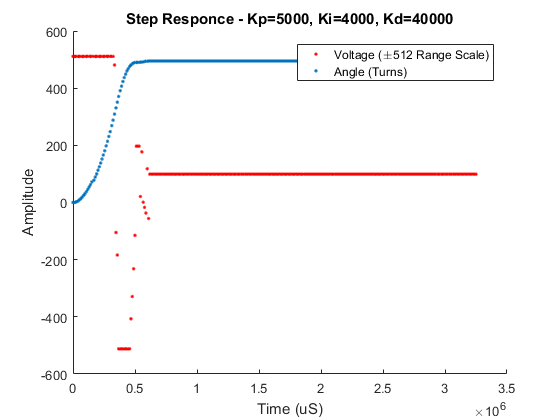 Step Responce - Kp=5000, Ki=4000, Kd=40000
600
Voltage (±512 Range Scale)
Angle (Turns)
400
200
Amplitude
0
-200
-400
-600
0 0.5 1 1.5 2 2.5 3 3.5
Time (uS)
×10^6